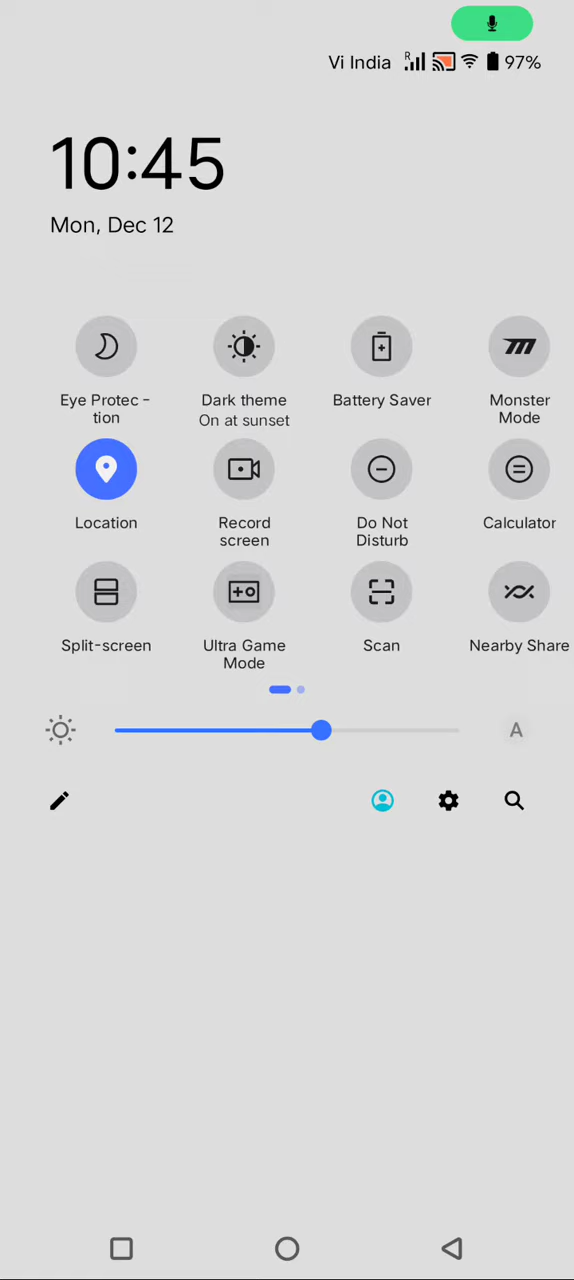 Vi India R 97%
10:45
Mon, Dec 12
Eye Protec -
tion
Dark theme
On at sunset
Battery Saver
Monster
Mode
Location
Record
screen
Do Not
Disturb
Calculator
Split-screen
Ultra Game
Mode
Scan
Nearby Share
A